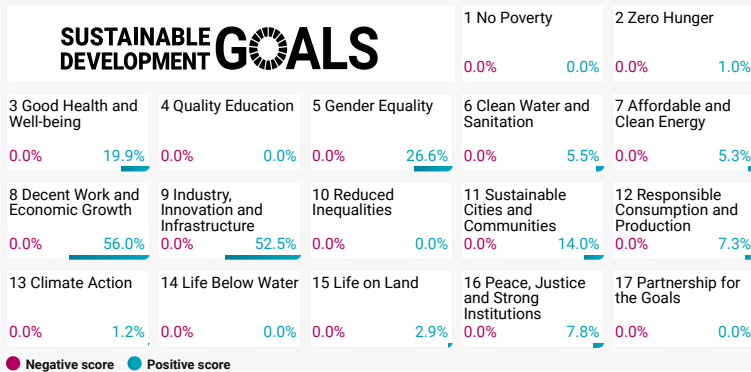 SUSTAINABLE
DEVELOPMENT GOALS
1 No Poverty
0.0% 0.0%
2 Zero Hunger
0.0% 1.0%
3 Good Health and
Well-being
0.0% 19.9%
4 Quality Education
0.0% 0.0%
5 Gender Equality
0.0% 26.6%
6 Clean Water and
Sanitation
0.0% 5.5%
7 Affordable and
Clean Energy
0.0% 5.3%
8 Decent Work and
Economic Growth
0.0% 56.0%
9 Industry,
Innovation and
Infrastructure
0.0% 52.5%
10 Reduced
Inequalities
0.0% 0.0%
11 Sustainable
Cities and
Communities
0.0% 14.0%
12 Responsible
Consumption and
Production
0.0% 7.3%
13 Climate Action
0.0% 1.2%
14 Life Below Water
0.0% 0.0%
15 Life on Land
0.0% 2.9%
16 Peace, Justice
and Strong
Institutions
0.0% 7.8%
17 Partnership for
the Goals
0.0% 0.0%
Negative score Positive score